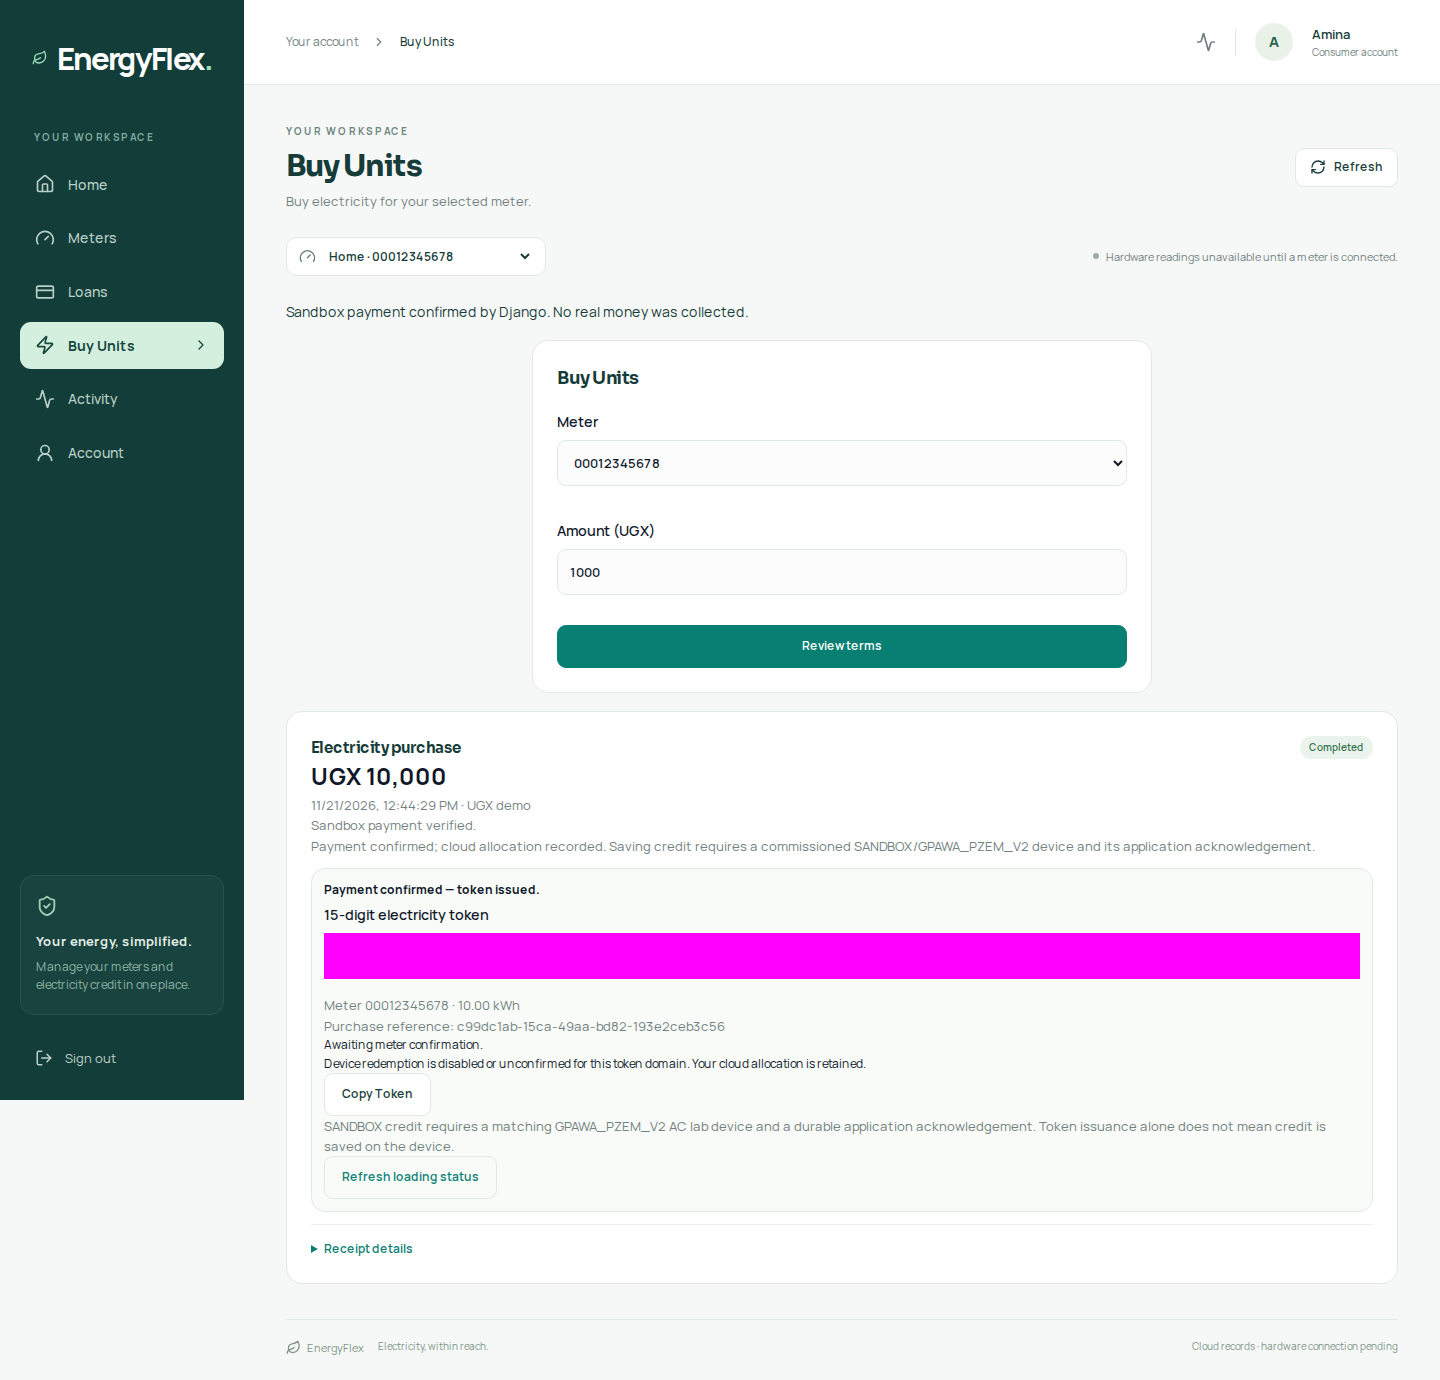 EnergyFlex.
YOUR WORKSPACE
Home
Meters
Loans
Buy Units
Activity
Account
Your energy, simplified.
Manage your meters and
electricity credit in one place.
Sign out
Your account
Buy Units
A
Amina
Consumer account
YOUR WORKSPACE
Buy Units
Buy electricity for your selected meter.
Refresh
Home · 00012345678
Hardware readings unavailable until a meter is connected.
Sandbox payment confirmed by Django. No real money was collected.
Buy Units
Meter
00012345678
Amount (UGX)
1000
Review terms
Electricity purchase
Completed
UGX 10,000
11/21/2026, 12:44:29 PM · UGX demo
Sandbox payment verified.
Payment confirmed; cloud allocation recorded. Saving credit requires a commissioned SANDBOX/GPAWA_PZEM_V2 device and its application acknowledgement.
Payment confirmed — token issued.
15-digit electricity token
Meter 00012345678 · 10.00 kWh
Purchase reference: c99dc1ab-15ca-49aa-bd82-193e2ceb3c56
Awaiting meter confirmation.
Device redemption is disabled or unconfirmed for this token domain. Your cloud allocation is retained.
Copy Token
SANDBOX credit requires a matching GPAWA_PZEM_V2 AC lab device and a durable application acknowledgement. Token issuance alone does not mean credit is
saved on the device.
Refresh loading status
Receipt details
EnergyFlex
Electricity, within reach.
Cloud records · hardware connection pending